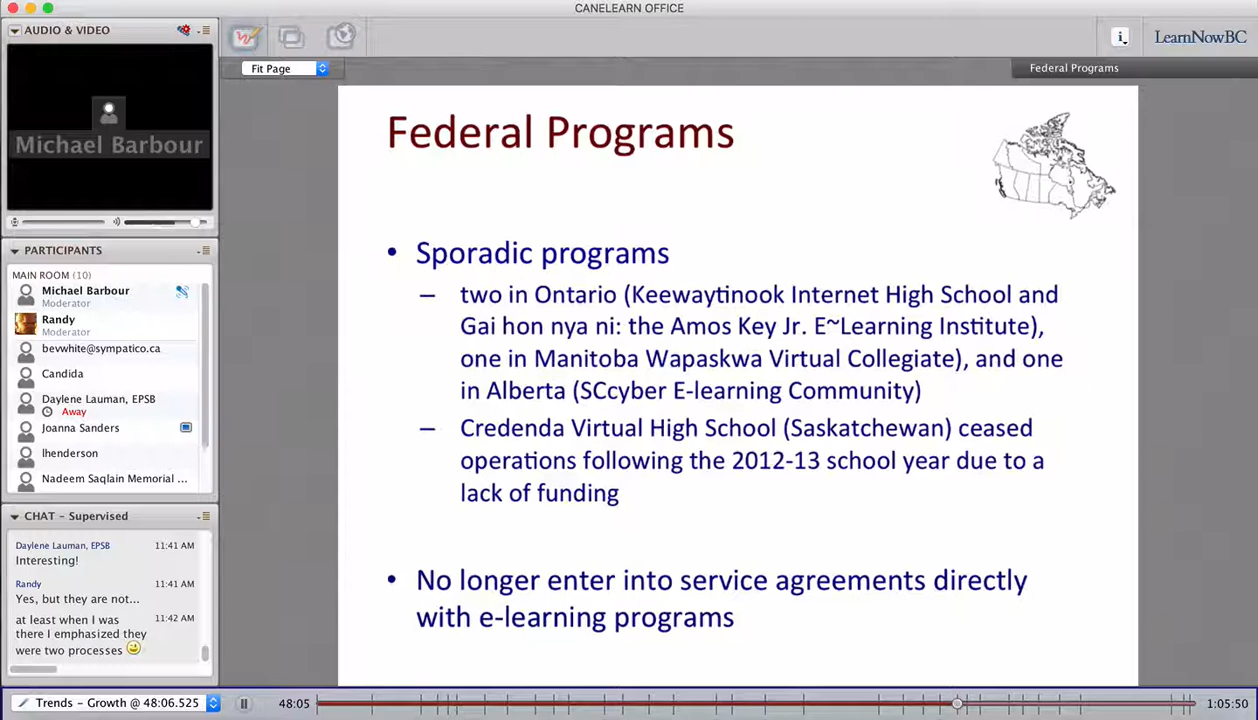 CANELEARN OFFICE
AUDIO & VIDEO
Michael Barbour
PARTICIPANTS
MAIN ROOM (10)
Michael Barbour
Moderator
Randy
Moderator
bevwhite@sympatico.ca
Candida
Daylene Lauman, EPSB
Away
Joanna Sanders
lhenderson
Nadeem Saqlain Memorial ...
CHAT - Supervised
Daylene Lauman, EPSB 11:41 AM
Interesting!
Randy 11:41 AM
Yes, but they are not...
at least when I was 11:42 AM
there I emphasized they
were two processes
Fit Page
LearnNowBC
Federal Programs
Federal Programs
• Sporadic programs
– two in Ontario (Keewaytinook Internet High School and
Gai hon nya ni: the Amos Key Jr. E~Learning Institute),
one in Manitoba Wapaskwa Virtual Collegiate), and one
in Alberta (SCcyber E-learning Community)
– Credenda Virtual High School (Saskatchewan) ceased
operations following the 2012-13 school year due to a
lack of funding
• No longer enter into service agreements directly
with e-learning programs
Trends - Growth @ 48:06.525
48:05
1:05:50